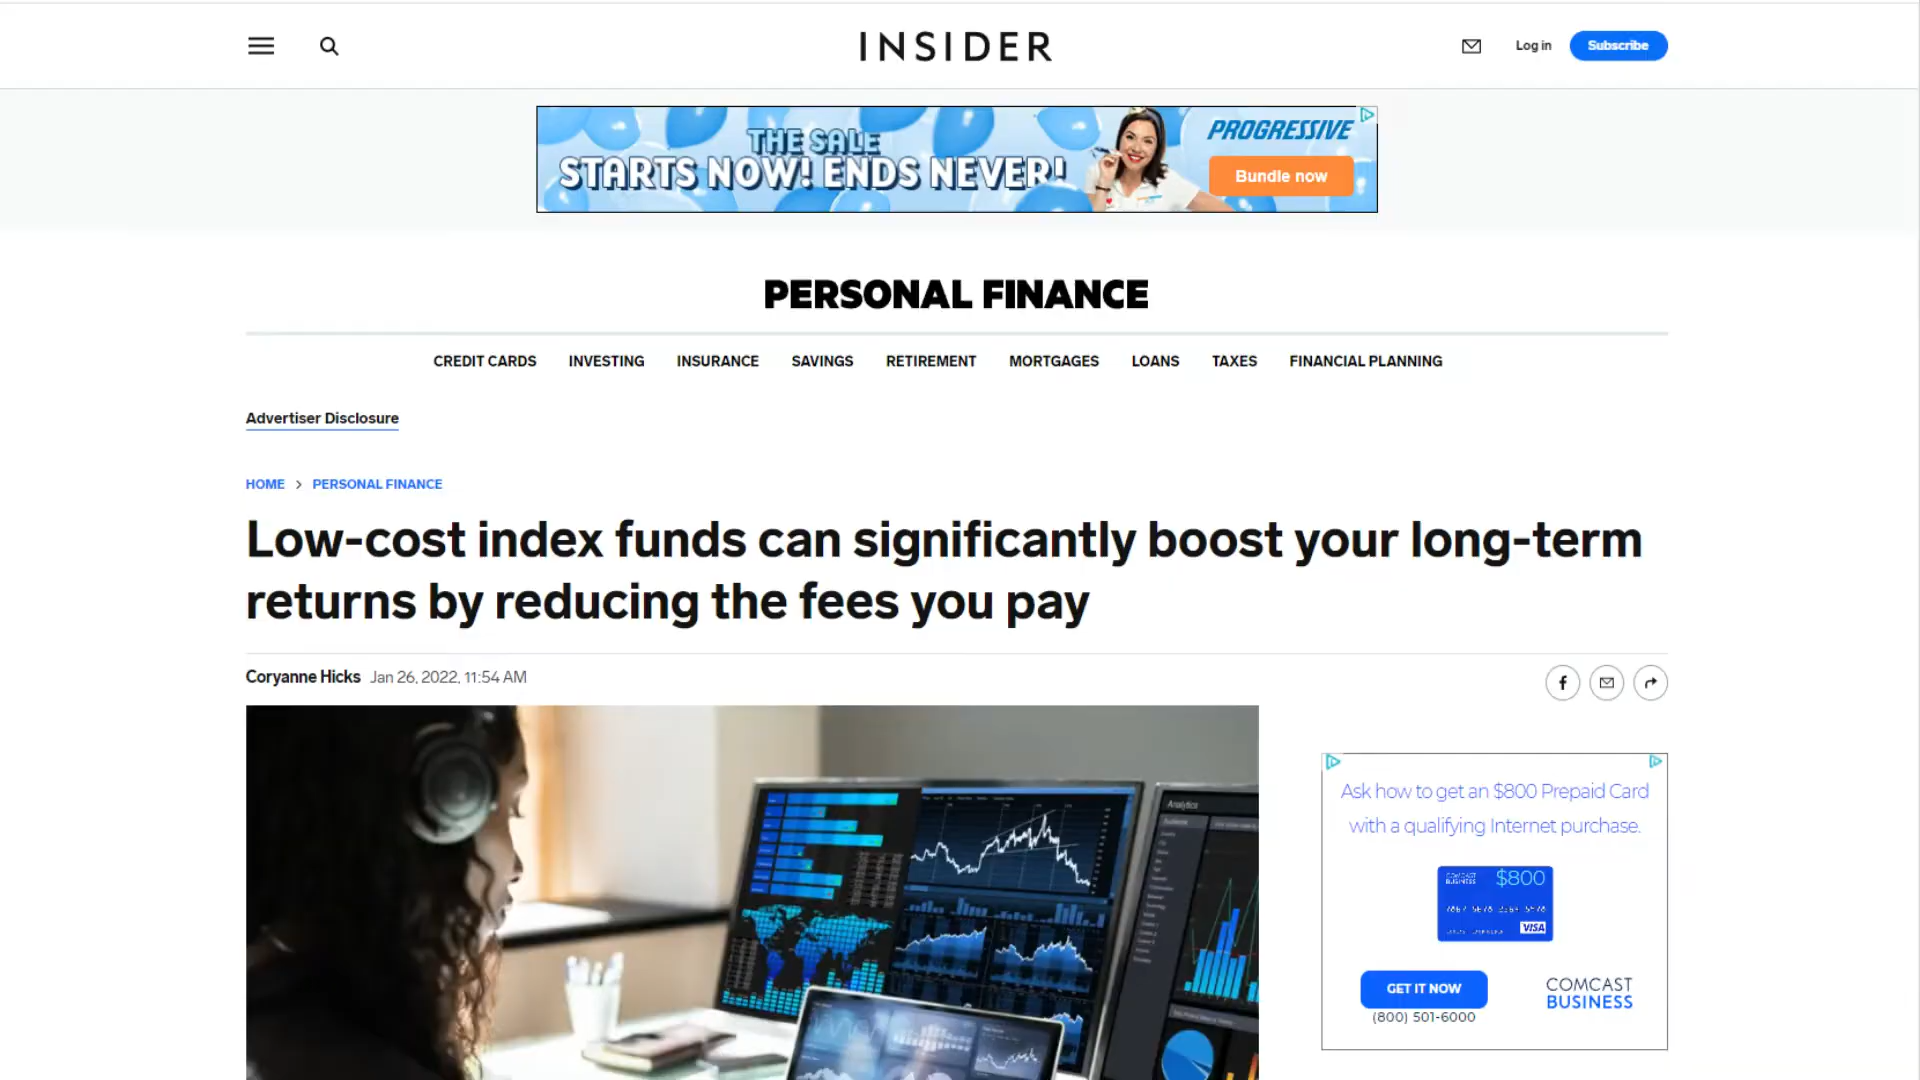 INSIDER
Log in
Subscribe
THE SALE
STARTS NOW! ENDS NEVER!
PROGRESSIVE
Bundle now
PERSONAL FINANCE
CREDIT CARDS INVESTING INSURANCE SAVINGS RETIREMENT MORTGAGES LOANS TAXES FINANCIAL PLANNING
Advertiser Disclosure
HOME > PERSONAL FINANCE
Low-cost index funds can significantly boost your long-term
returns by reducing the fees you pay
Coryanne Hicks Jan 26, 2022, 11:54 AM
Analytics
Ask how to get an $800 Prepaid Card
with a qualifying Internet purchase.
COMCAST
BUSINESS
$800
VISA
GET IT NOW
(800) 501-6000
COMCAST
BUSINESS